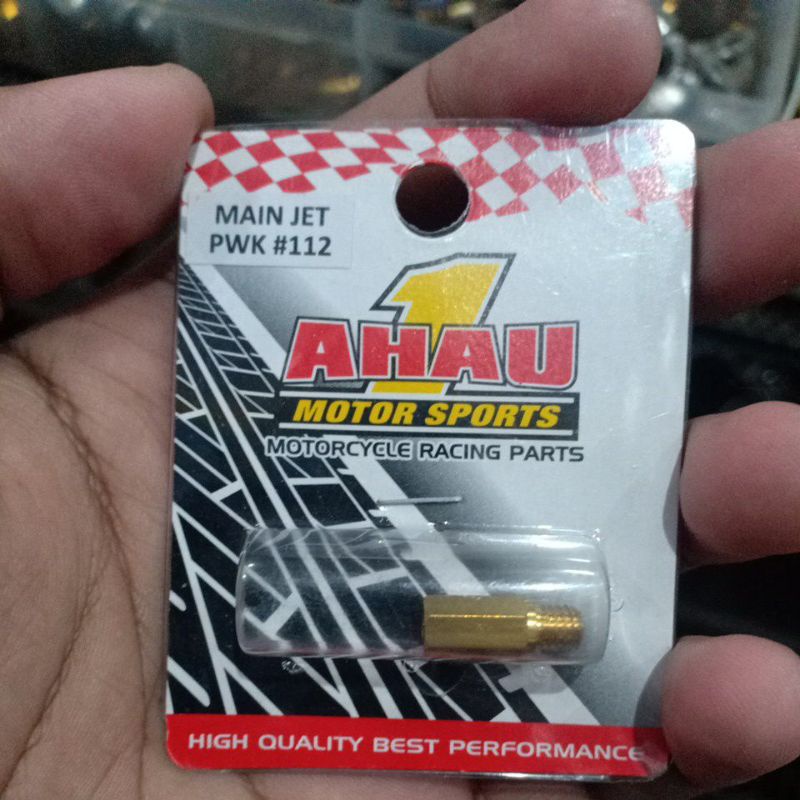 MAIN JET
PWK #112
1
AHAU
MOTOR SPORTS
MOTORCYCLE RACING PARTS
HIGH QUALITY BEST PERFORMANCE